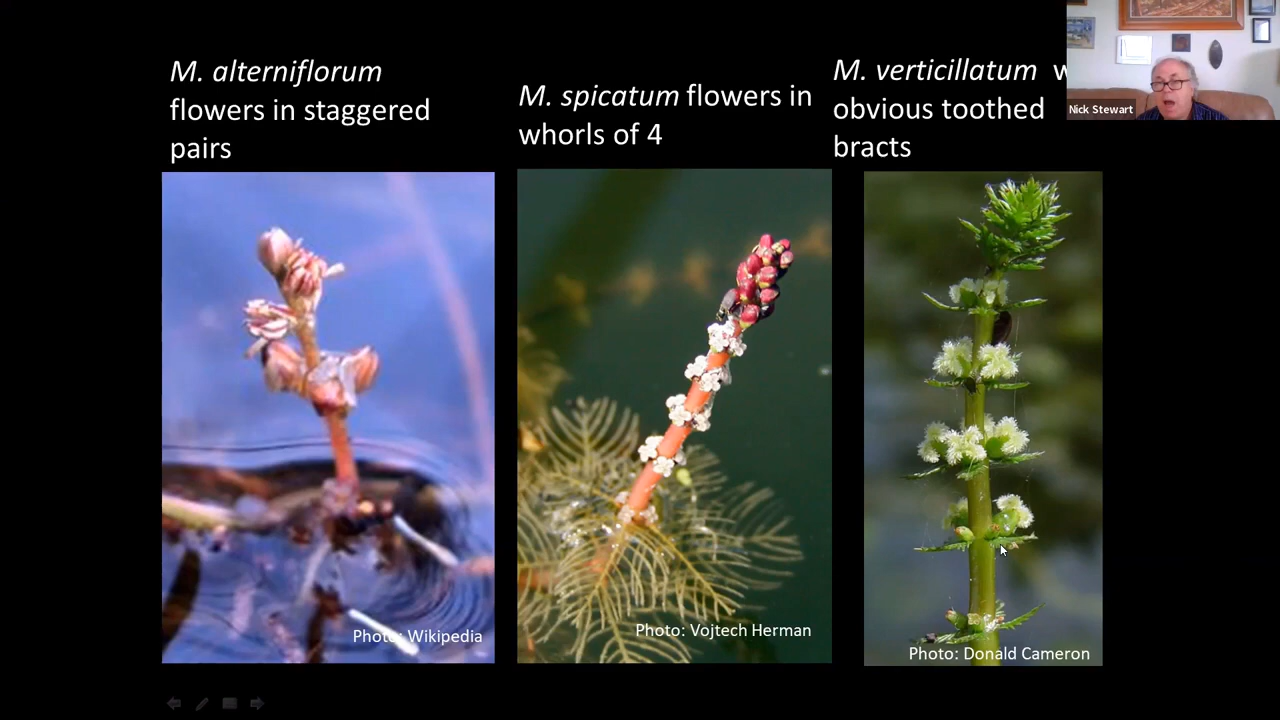 M. alterniflorum
flowers in staggered
pairs
M. spicatum flowers in
whorls of 4
M. verticillatum
obvious toothed
bracts
Nick Stewart
Photo: Wikipedia
Photo: Vojtech Herman
Photo: Donald Cameron